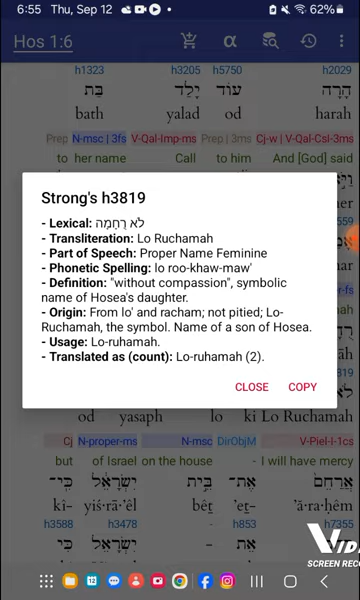 6:55 Thu, Sep 12 62%
Hos 1:6 α
h1323 h3205 h5750 h2029
בַּת יָלַד עוֹד הָרָה
bath yalad od harah
Prep N-msc | 3fs V-Qal-Imp-ms Prep | 3ms Cj-w | V-Qal-CsI-3ms
to her name Call to him And [God] said
Strong's h3819
- Lexical: לֹא רֻחָמָה
- Transliteration: Lo Ruchamah
- Part of Speech: Proper Name Feminine
- Phonetic Spelling: lo roo-khaw-maw'
- Definition: "without compassion", symbolic
name of Hosea's daughter.
- Origin: From lo' and racham; not pitied; Lo-
Ruchamah, the symbol. Name of a son of Hosea.
- Usage: Lo-ruhamah.
- Translated as (count): Lo-ruhamah (2).
CLOSE COPY
od yasaph lo ki Lo Ruchamah
Cj N-proper-ms N-msc DirObjM V-Piel-I-1cs
but of Israel on the house - I will have mercy
כִּֽי־ יִשְׂרָאֵ֔ל בֵּ֣ית אֶת־ אֲרַחֵם֙
kî- yiś·rā·’êl bêṯ ’eṯ- ’ă·ra·ḥêm
h3588 h3478 - h853 h7355
כִּי יִשְׂרָאֵל - אֵת
VID
SCREEN REC